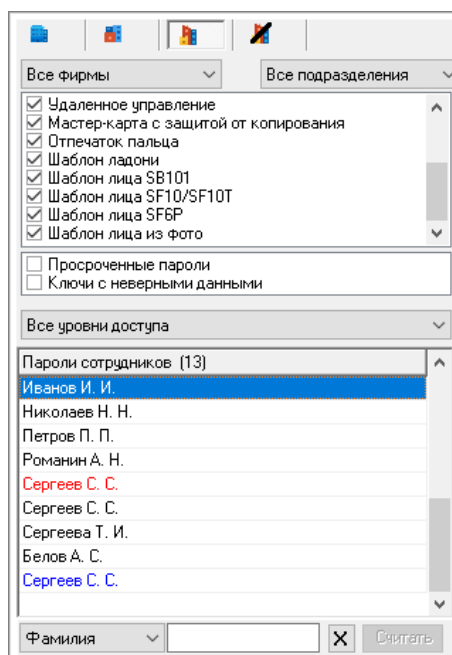 Все фирмы Все подразделения
Удаленное управление
Мастер-карта с защитой от копирования
Отпечаток пальца
Шаблон ладони
Шаблон лица SB101
Шаблон лица SF10/SF10T
Шаблон лица SF6P
Шаблон лица из фото
Просроченные пароли
Ключи с неверными данными
Все уровни доступа
Пароли сотрудников (13)
Иванов И. И.
Николаев Н. Н.
Петров П. П.
Романин А. Н.
Сергеев С. С.
Сергеев С. С.
Сергеева Т. И.
Белов А. С.
Сергеев С. С.
Фамилия X Считать